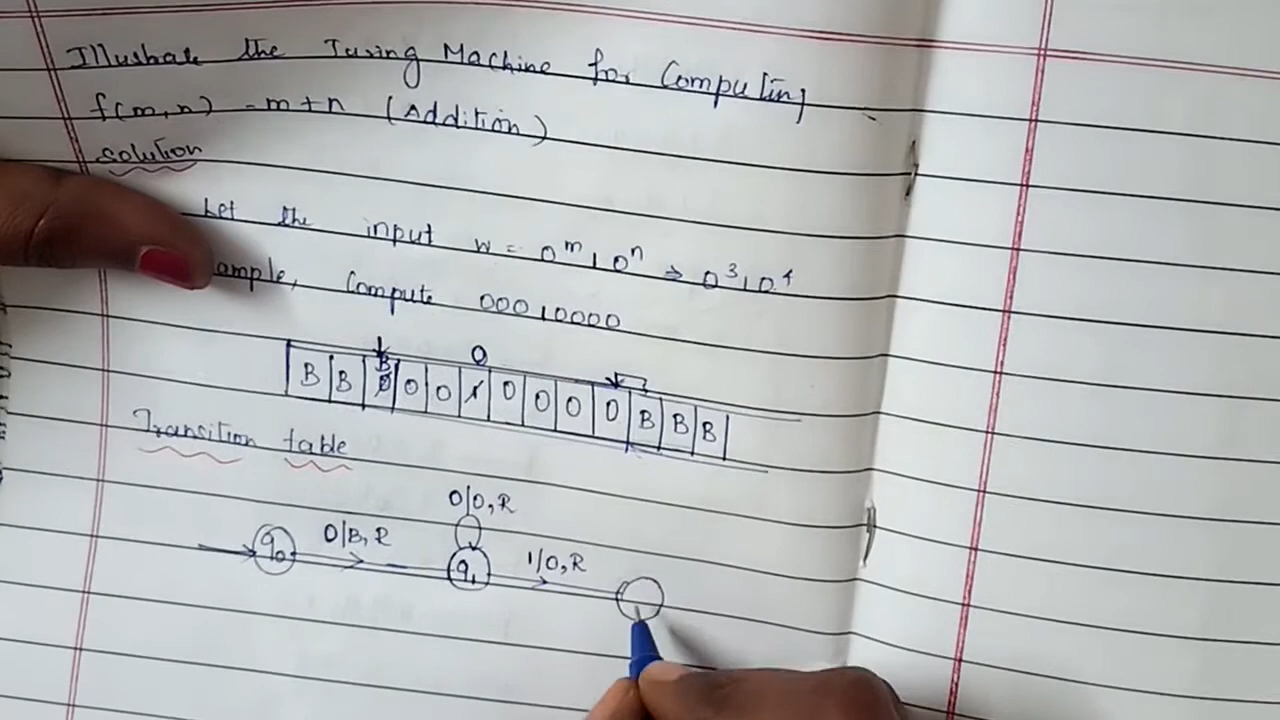 Illustrate the Turing Machine for Computing
f(m,n) = m+n (Addition)
Solution
Let the input w = 0^m 1 0^n ⇒ 0^3 1 0^4
ample, Compute 00010000
B 0
B B 0 0 0 1 0 0 0 0 B B B
Transition table
0/0, R
q0 0/B, R q1 1/0, R